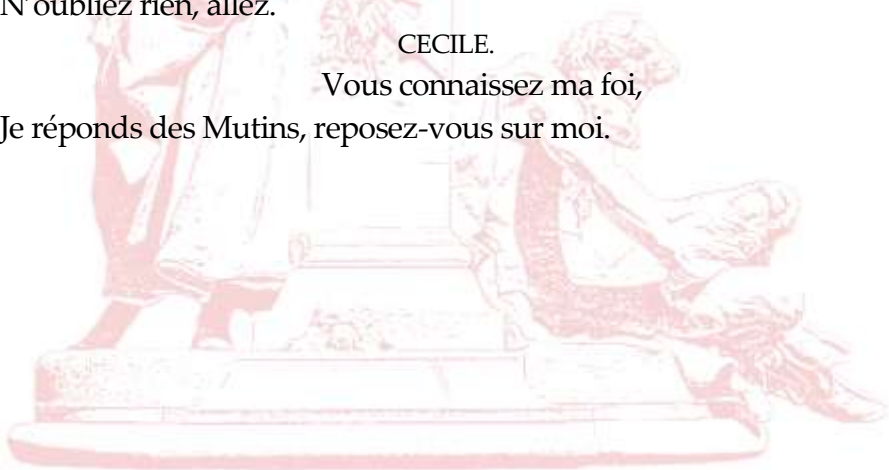 N’oubliez rien, allez.
CECILE.
Vous connaissez ma foi,
Je réponds des Mutins, reposez-vous sur moi.